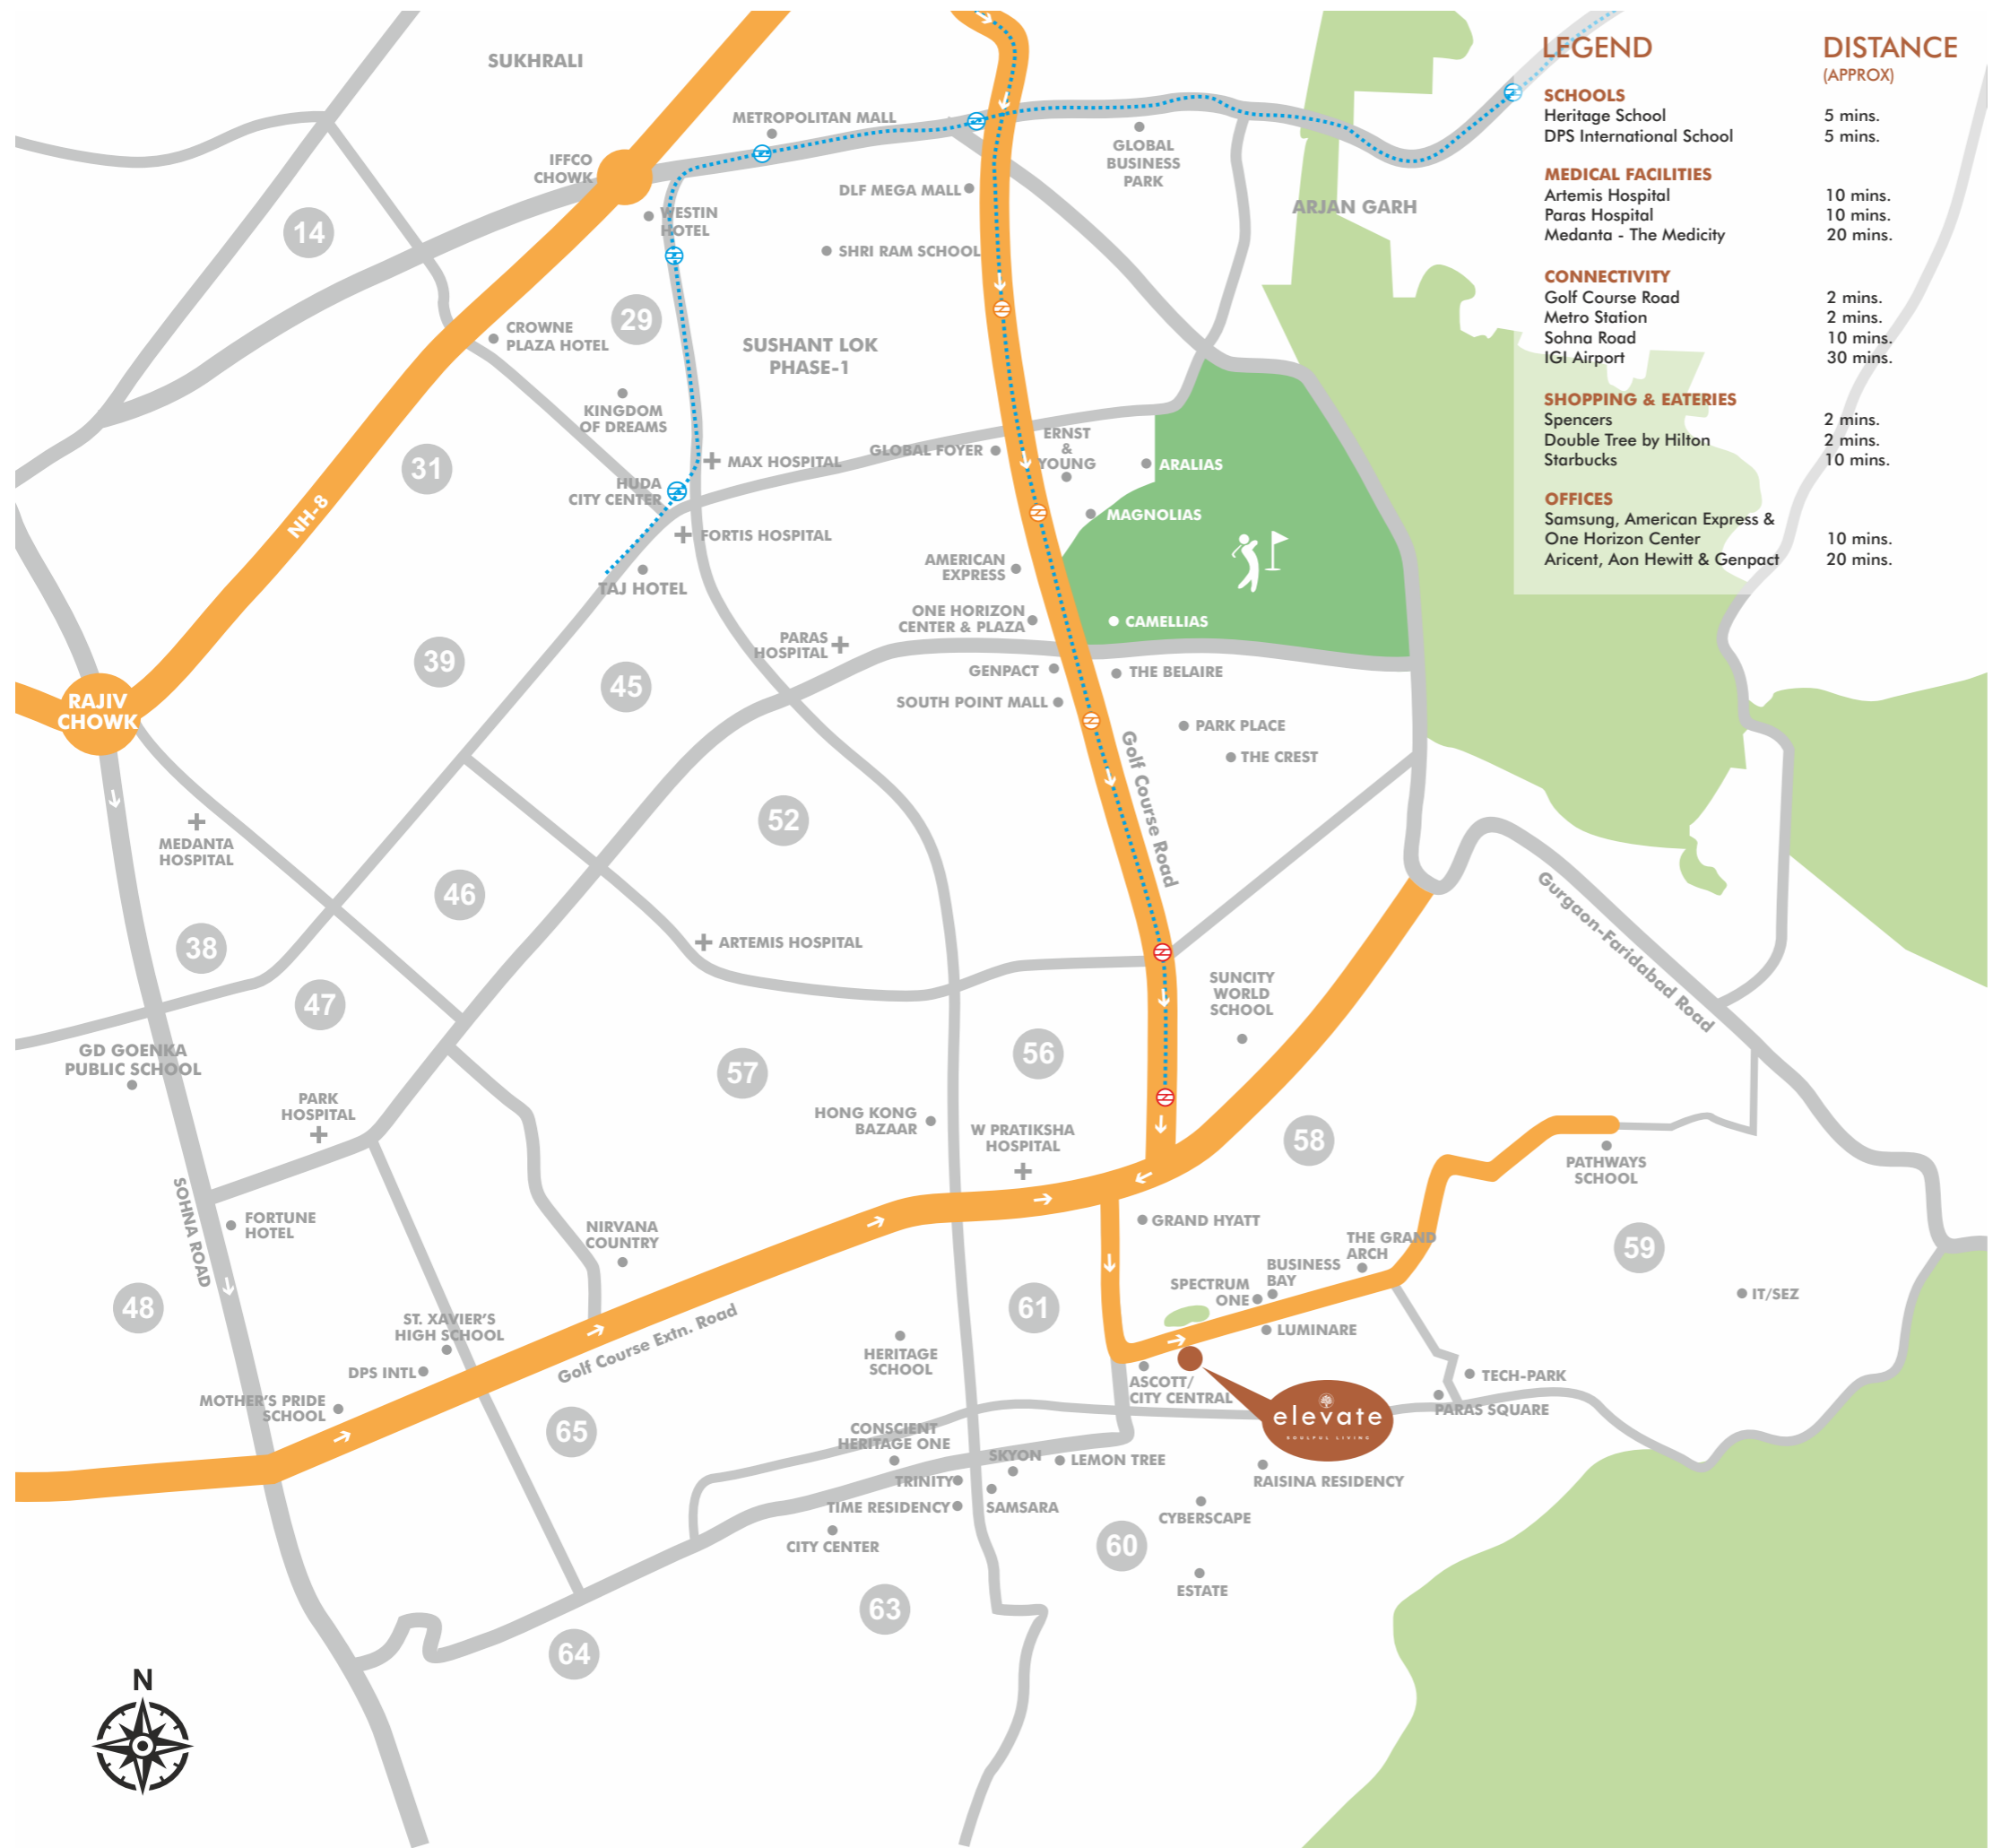 LEGEND
DISTANCE
(APPROX)
SCHOOLS
Heritage School 5 mins.
DPS International School 5 mins.
MEDICAL FACILITIES
Artemis Hospital 10 mins.
Paras Hospital 10 mins.
Medanta - The Medicity 20 mins.
CONNECTIVITY
Golf Course Road 2 mins.
Metro Station 2 mins.
Sohna Road 10 mins.
IGI Airport 30 mins.
SHOPPING & EATERIES
Spencers 2 mins.
Double Tree by Hilton 2 mins.
Starbucks 10 mins.
OFFICES
Samsung, American Express &
One Horizon Center 10 mins.
Aricent, Aon Hewitt & Genpact 20 mins.
SUKHRALI
METROPOLITAN MALL
IFFCO
CHOWK
GLOBAL
BUSINESS
PARK
DLF MEGA MALL
ARJAN GARH
WESTIN
HOTEL
14
SHRI RAM SCHOOL
29
CROWNE
PLAZA HOTEL
SUSHANT LOK
PHASE-1
KINGDOM
OF DREAMS
31
MAX HOSPITAL
GLOBAL FOYER
ERNST
&
YOUNG
ARALIAS
HUDA
CITY CENTER
NH-8
MAGNOLIAS
FORTIS HOSPITAL
AMERICAN
EXPRESS
TAJ HOTEL
ONE HORIZON
CENTER & PLAZA
CAMELLIAS
PARAS
HOSPITAL
39
45
GENPACT
THE BELAIRE
RAJIV
CHOWK
SOUTH POINT MALL
PARK PLACE
THE CREST
Golf Course Road
52
MEDANTA
HOSPITAL
46
Gurgaon-Faridabad Road
38
ARTEMIS HOSPITAL
47
SUNCITY
WORLD
SCHOOL
GD GOENKA
PUBLIC SCHOOL
56
57
PARK
HOSPITAL
HONG KONG
BAZAAR
W PRATIKSHA
HOSPITAL
58
PATHWAYS
SCHOOL
SOHNA ROAD
FORTUNE
HOTEL
NIRVANA
COUNTRY
GRAND HYATT
THE GRAND
ARCH
59
BUSINESS
BAY
SPECTRUM
ONE
IT/SEZ
48
61
ST. XAVIER'S
HIGH SCHOOL
Golf Course Extn. Road
LUMINARE
HERITAGE
SCHOOL
DPS INTL
ASCOTT/
CITY CENTRAL
TECH-PARK
MOTHER'S PRIDE
SCHOOL
elevate
SOULFUL LIVING
PARAS SQUARE
65
CONSCIENT
HERITAGE ONE
SKYON
LEMON TREE
TRINITY
RAISINA RESIDENCY
TIME RESIDENCY
SAMSARA
CYBERSCAPE
CITY CENTER
60
ESTATE
63
64
N